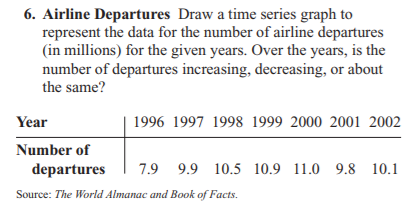 6. Airline Departures Draw a time series graph to
represent the data for the number of airline departures
(in millions) for the given years. Over the years, is the
number of departures increasing, decreasing, or about
the same?
Year 1996 1997 1998 1999 2000 2001 2002
Number of
departures 7.9 9.9 10.5 10.9 11.0 9.8 10.1
Source: The World Almanac and Book of Facts.